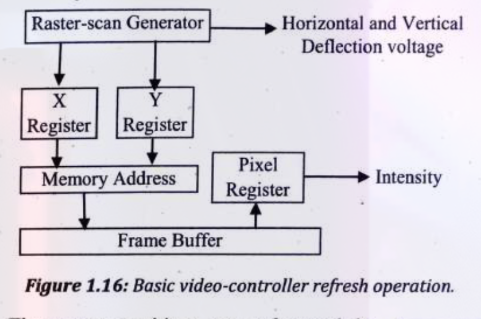 Raster-scan Generator
Horizontal and Vertical
Deflection voltage
X
Register
Y
Register
Memory Address
Pixel
Register
Intensity
Frame Buffer
Figure 1.16: Basic video-controller refresh operation.